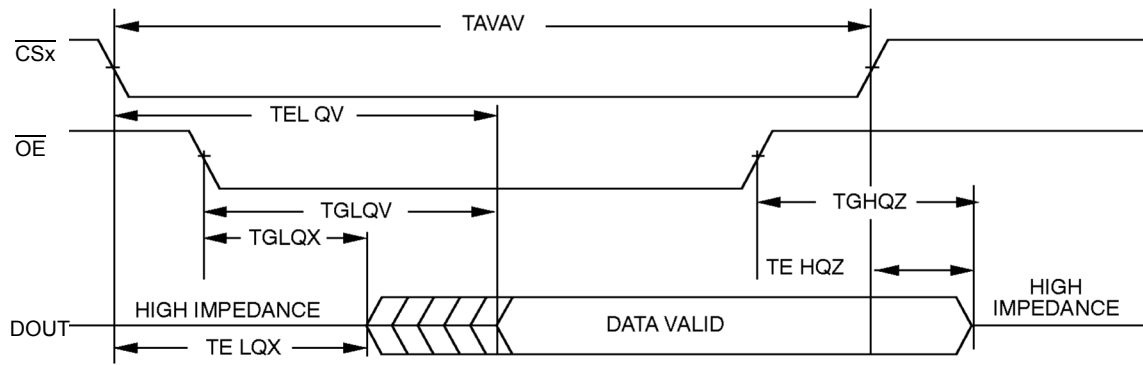 TAVAV
CSx
TEL QV
OE
TGHQZ
TGLQV
TGLQX
TE HQZ
HIGH IMPEDANCE
HIGH
IMPEDANCE
DOUT
DATA VALID
TE LQX